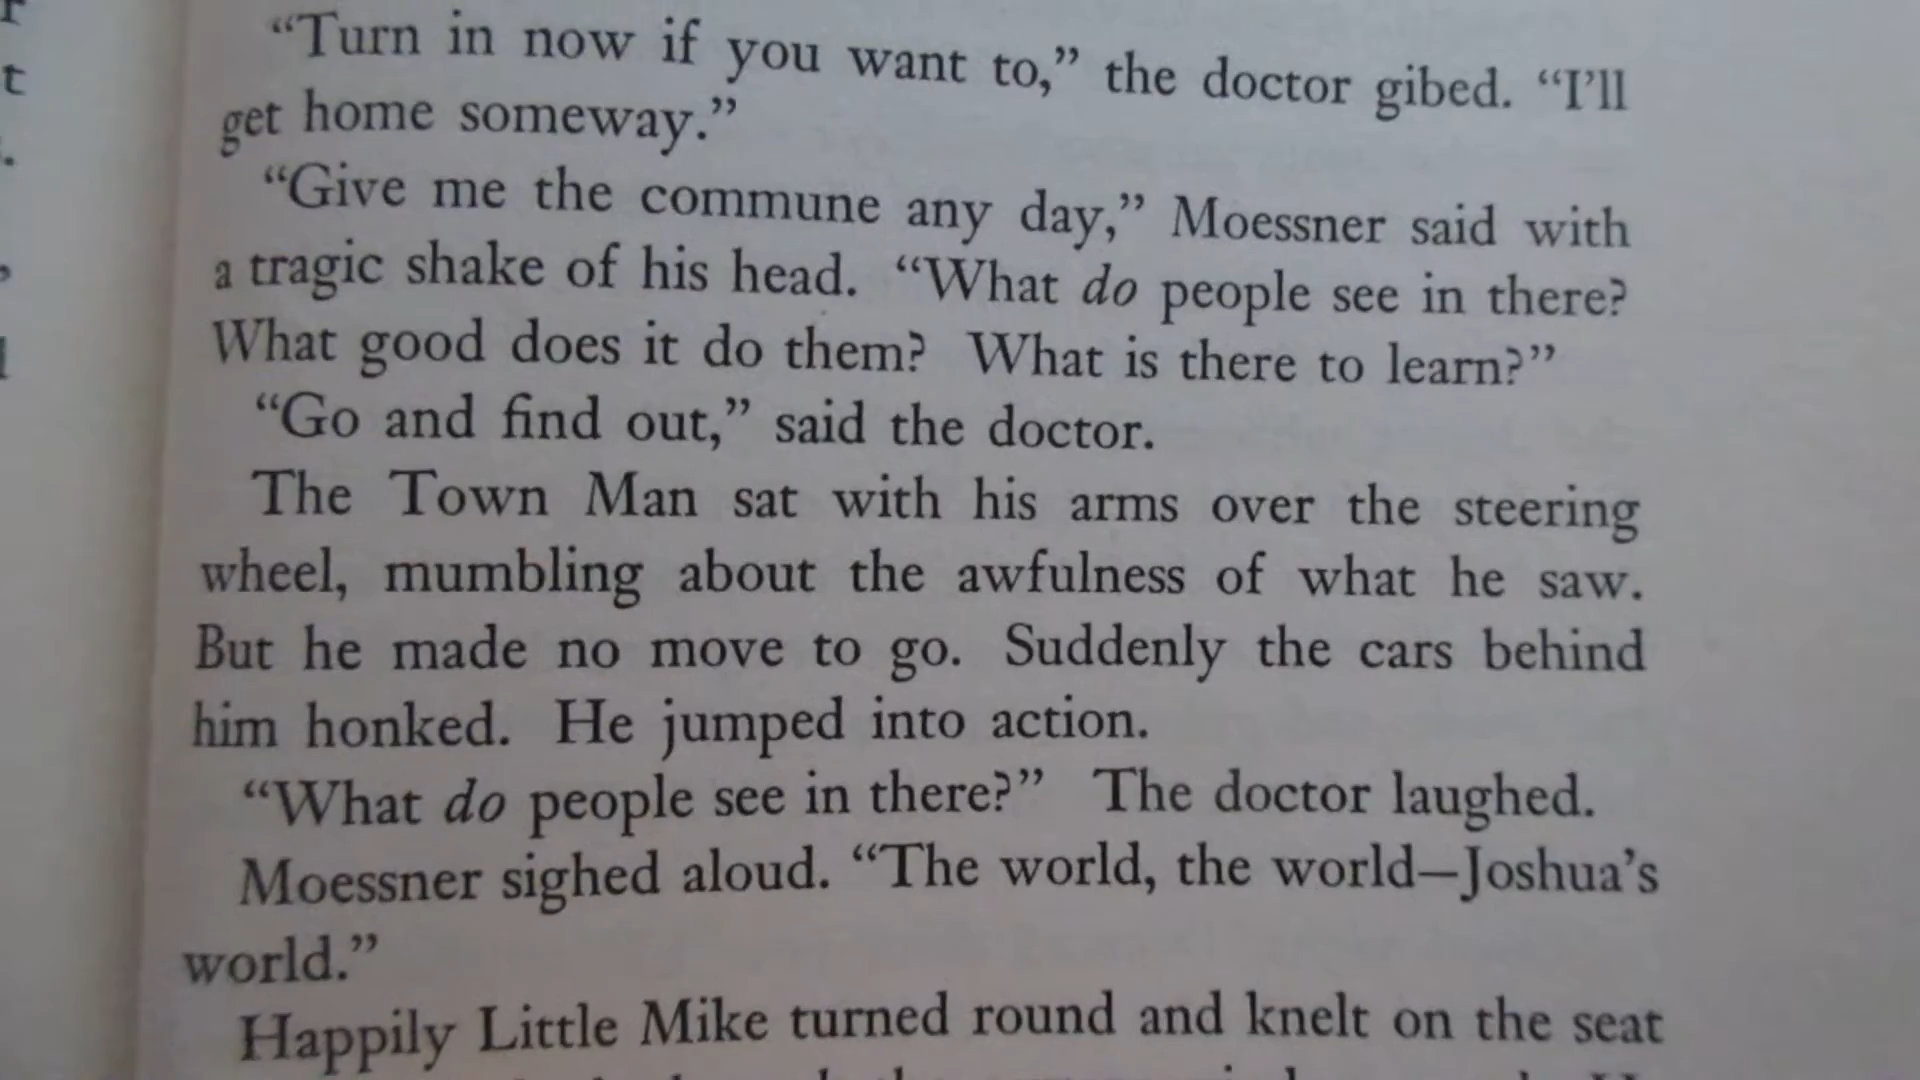 “Turn in now if you want to,” the doctor gibed. “I’ll
get home someway.”
“Give me the commune any day,” Moessner said with
a tragic shake of his head. “What do people see in there?
What good does it do them? What is there to learn?”
“Go and find out,” said the doctor.
The Town Man sat with his arms over the steering
wheel, mumbling about the awfulness of what he saw.
But he made no move to go. Suddenly the cars behind
him honked. He jumped into action.
“What do people see in there?” The doctor laughed.
Moessner sighed aloud. “The world, the world—Joshua’s
world.”
Happily Little Mike turned round and knelt on the seat